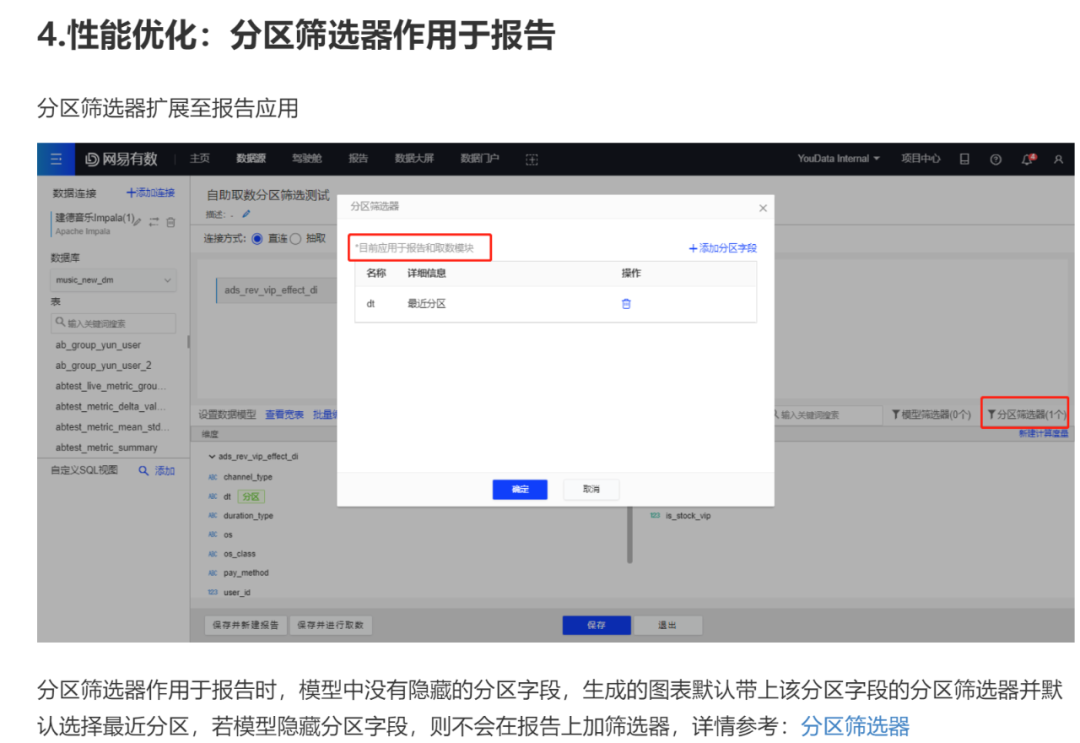 4.性能优化：分区筛选器作用于报告
分区筛选器扩展至报告应用
网易有数 主页 数据源 驾驶舱 报告 数据大屏 数据门户 YouData Internal 项目中心
数据连接 +添加连接
建德音乐Impala(1)
Apache Impala
数据库
music_new_dm
表
输入关键词搜索
ab_group_yun_user
ab_group_yun_user_2
abtest_live_metric_grou...
abtest_metric_delta_val...
abtest_metric_mean_std...
abtest_metric_summary
自定义SQL视图 添加
自助取数分区筛选测试
描述: -
连接方式: 直连 抽取
ads_rev_vip_effect_di
分区筛选器
*目前应用于报告和取数模块 +添加分区字段
名称 详细信息 操作
dt 最近分区
确定 取消
设置数据模型 查看宽表 输入关键词搜索 模型筛选器(0个) 分区筛选器(1个)
维度 新建计算度量
ads_rev_vip_effect_di
ABC channel_type
ABC dt 分区
ABC duration_type
123 is_stock_vip
ABC os
ABC os_class
ABC pay_method
123 user_id
保存并新建报告 保存并进行取数 保存 退出
分区筛选器作用于报告时，模型中没有隐藏的分区字段，生成的图表默认带上该分区字段的分区筛选器并默
认选择最近分区，若模型隐藏分区字段，则不会在报告上加筛选器，详情参考：分区筛选器